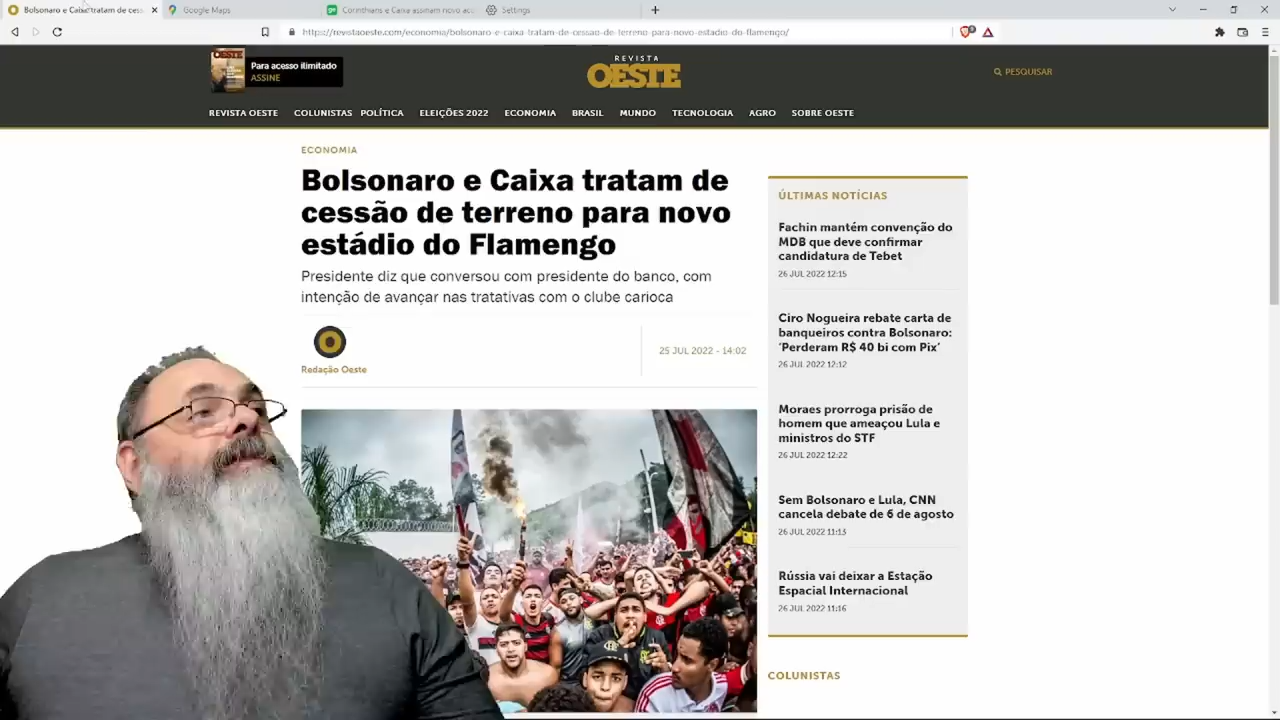 Bolsonaro e Caixa tratam de cess
Google Maps
Corinthians e Caixa assinam novo acu
Settings
https://revistaoeste.com/economia/bolsonaro-e-caixa-tratam-de-cessao-de-terreno-para-novo-estadio-do-flamengo/
OESTE
Para acesso ilimitado
ASSINE
REVISTA
OESTE
PESQUISAR
REVISTA OESTE COLUNISTAS POLÍTICA ELEIÇÕES 2022 ECONOMIA BRASIL MUNDO TECNOLOGIA AGRO SOBRE OESTE
ECONOMIA
Bolsonaro e Caixa tratam de
cessão de terreno para novo
estádio do Flamengo
Presidente diz que conversou com presidente do banco, com
intenção de avançar nas tratativas com o clube carioca
Redação Oeste
25 JUL 2022 - 14:02
ÚLTIMAS NOTÍCIAS
Fachin mantém convenção do
MDB que deve confirmar
candidatura de Tebet
26 JUL 2022 12:15
Ciro Nogueira rebate carta de
banqueiros contra Bolsonaro:
‘Perderam R$ 40 bi com Pix’
26 JUL 2022 12:12
Moraes prorroga prisão de
homem que ameaçou Lula e
ministros do STF
26 JUL 2022 12:22
Sem Bolsonaro e Lula, CNN
cancela debate de 6 de agosto
26 JUL 2022 11:13
Rússia vai deixar a Estação
Espacial Internacional
26 JUL 2022 11:16
COLUNISTAS